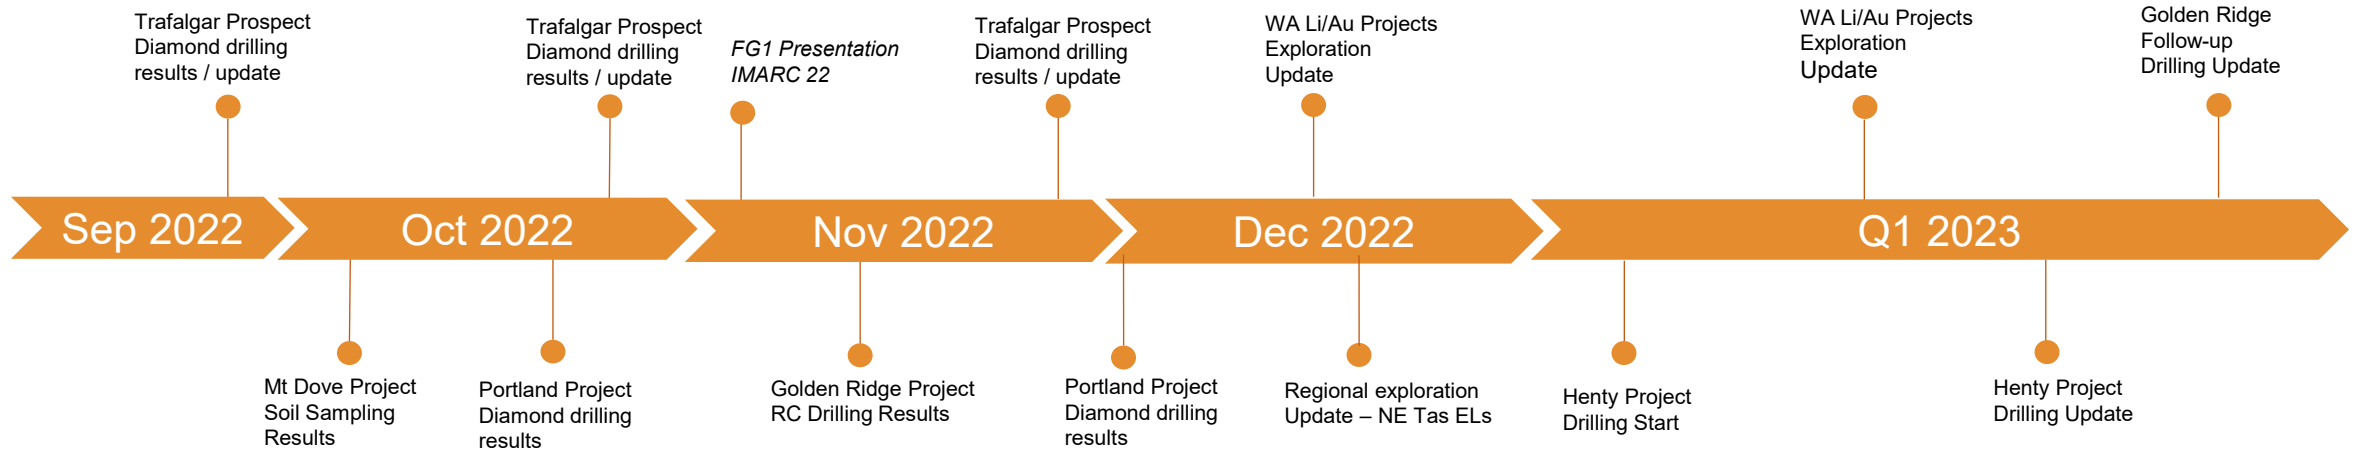 Trafalgar Prospect
Diamond drilling
results / update
Trafalgar Prospect
Diamond drilling
results / update
FG1 Presentation
IMARC 22
Trafalgar Prospect
Diamond drilling
results / update
WA Li/Au Projects
Exploration
Update
WA Li/Au Projects
Exploration
Update
Golden Ridge
Follow-up
Drilling Update
Sep 2022
Oct 2022
Nov 2022
Dec 2022
Q1 2023
Mt Dove Project
Soil Sampling
Results
Portland Project
Diamond drilling
results
Golden Ridge Project
RC Drilling Results
Portland Project
Diamond drilling
results
Regional exploration
Update – NE Tas ELs
Henty Project
Drilling Start
Henty Project
Drilling Update